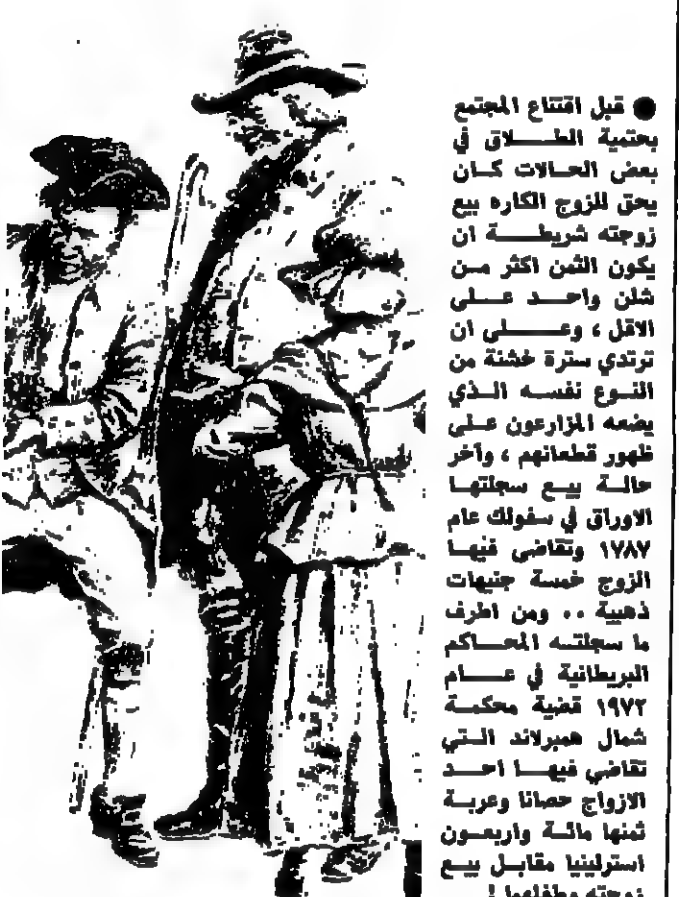 ● قبل اقتناع المجتمع
بحتمية الطلاق في
بعض الحالات كان
يحق للزوج الكاره بيع
زوجته شريطة ان
يكون الثمن اكثر من
شلن واحد على
الاقل ، وعلى ان
ترتدي سترة خشنة من
النوع نفسه الذي
يضعه المزارعون على
ظهور قطعانهم ، وآخر
حالة بيع سجلتها
الاوراق في سفولك عام
١٧٨٧ وتقاضى فيها
الزوج خمسة جنيهات
ذهبية .. ومن اطرف
ما سجلته المحاكم
البريطانية في عام
١٩٧٢ قضية محكمة
شمال همبرلاند التي
تقاضي فيها احد
الازواج حصانا وعربة
ثمنها مائة واربعون
استرلينيا مقابل بيع
زوجته وطفلهما !